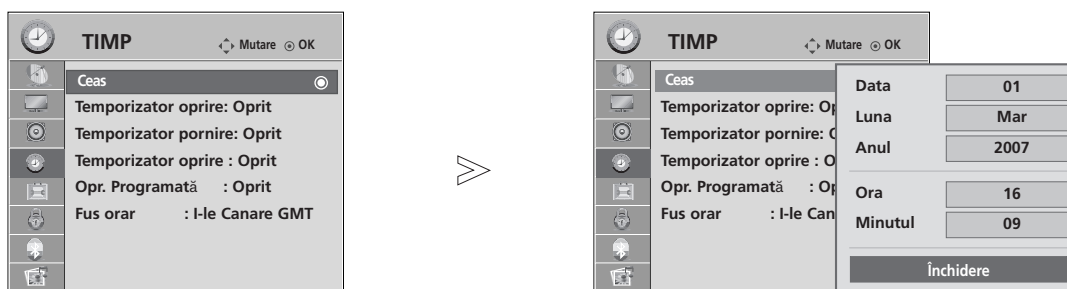 TIMP
Mutare OK
Ceas
Temporizator oprire: Oprit
Temporizator pornire: Oprit
Temporizator oprire : Oprit
Opr. Programată : Oprit
Fus orar : I-le Canare GMT
TIMP
Mutare OK
Ceas
Temporizator oprire: Op
Temporizator pornire: O
Temporizator oprire : O
Opr. Programată : Op
Fus orar : I-le Can
Data 01
Luna Mar
Anul 2007
Ora 16
Minutul 09
Închidere